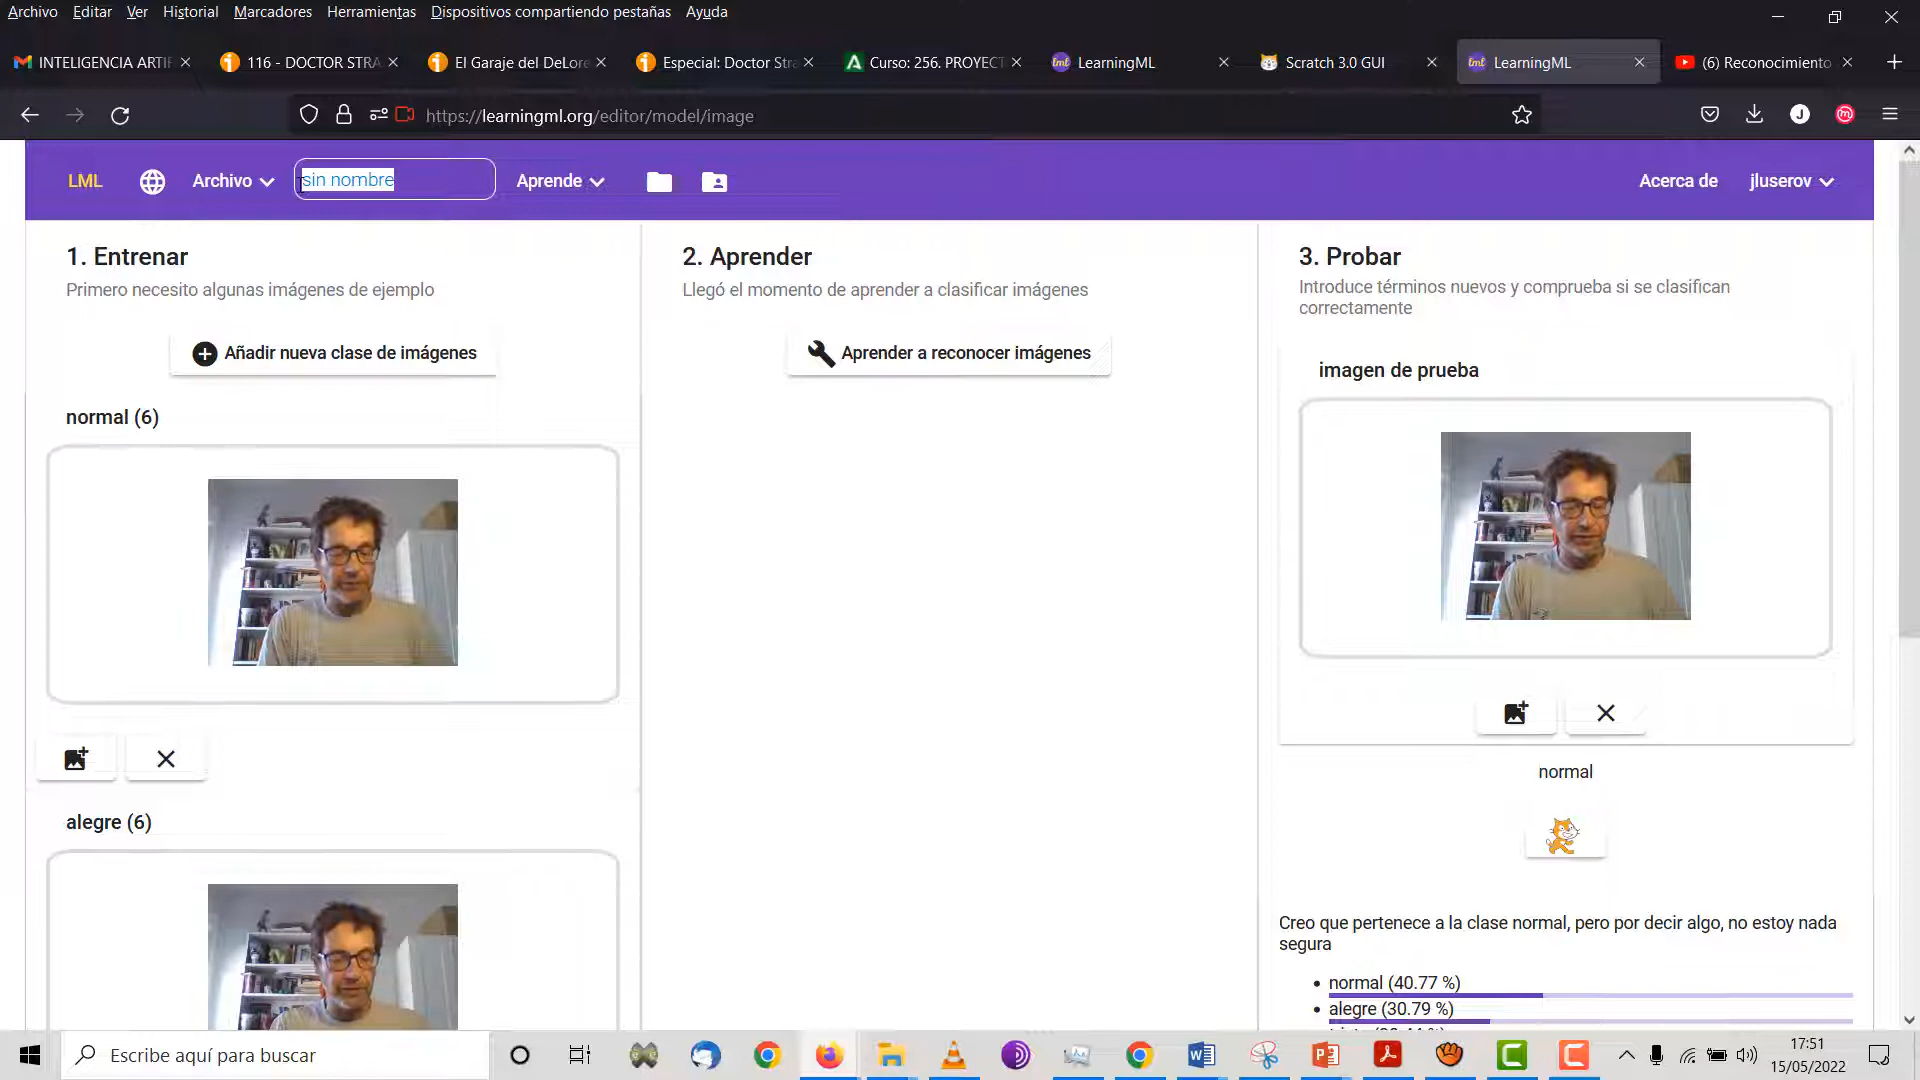 Archivo Editar Ver Historial Marcadores Herramientas Dispositivos compartiendo pestañas Ayuda
INTELIGENCIA ARTIF 116 - DOCTOR STRA El Garaje del DeLore Especial: Doctor Stra Curso: 256. PROYECT LearningML Scratch 3.0 GUI LearningML (6) Reconocimiento
https://learningml.org/editor/model/image
LML Archivo sin nombre Aprende Acerca de jluserov
1. Entrenar
Primero necesito algunas imágenes de ejemplo
Añadir nueva clase de imágenes
normal (6)
alegre (6)
2. Aprender
Llegó el momento de aprender a clasificar imágenes
Aprender a reconocer imágenes
3. Probar
Introduce términos nuevos y comprueba si se clasifican
correctamente
imagen de prueba
normal
Creo que pertenece a la clase normal, pero por decir algo, no estoy nada
segura
normal (40.77 %)
alegre (30.79 %)
Escribe aquí para buscar
17:51
15/05/2022